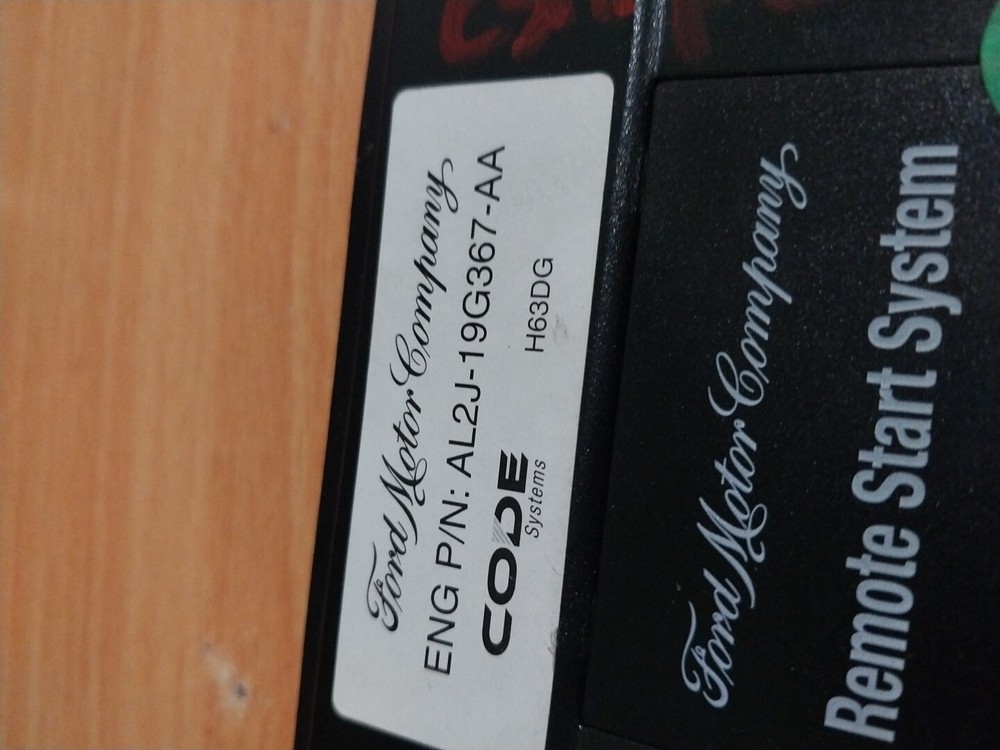 Ford Motor Company
ENG P/N: AL2J-19G367-AA
CODE
Systems
H63DG
Ford Motor Company
Remote Start System